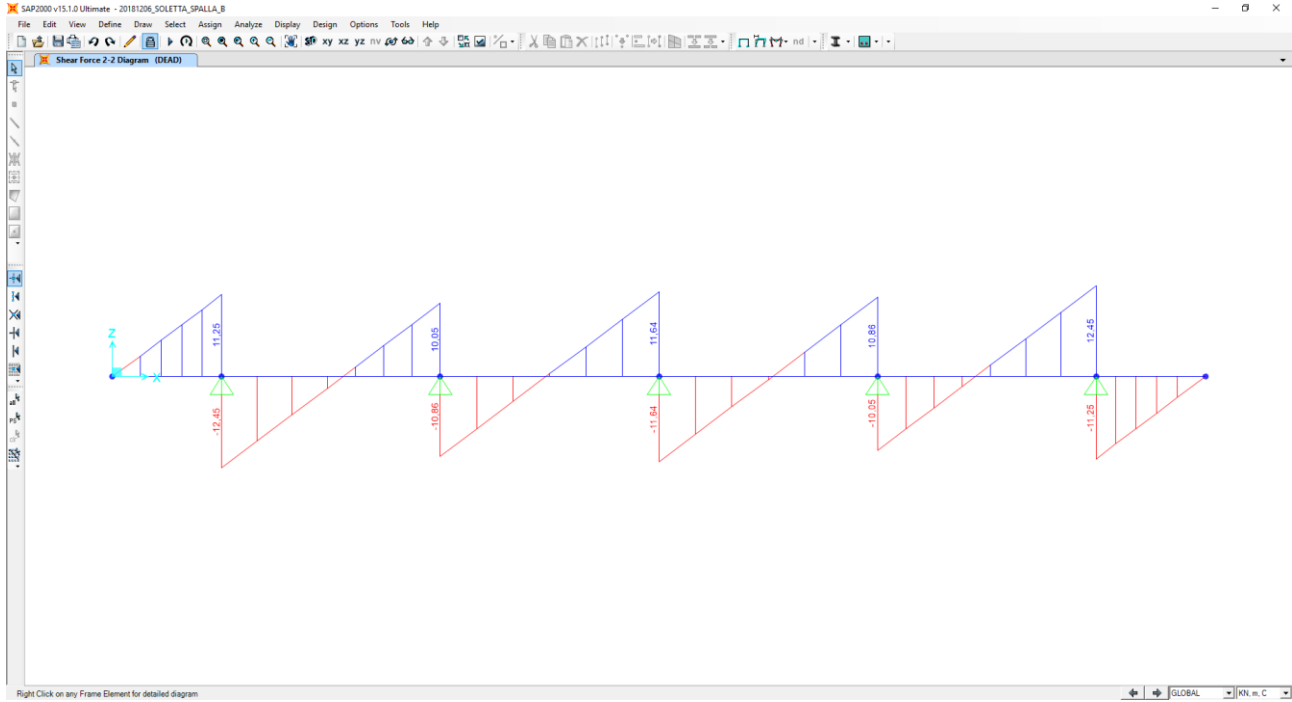 SAP2000 v15.1.0 Ultimate - 20181206_SOLETTA_SPALLA_B
File Edit View Define Draw Select Assign Analyze Display Design Options Tools Help
xy xz yz nv nd
Shear Force 2-2 Diagram (DEAD)
Z
X
11.25 10.05 11.64 10.86 12.45
-12.45 -10.86 -11.64 -10.05 -11.25
Right Click on any Frame Element for detailed diagram GLOBAL KN, m, C